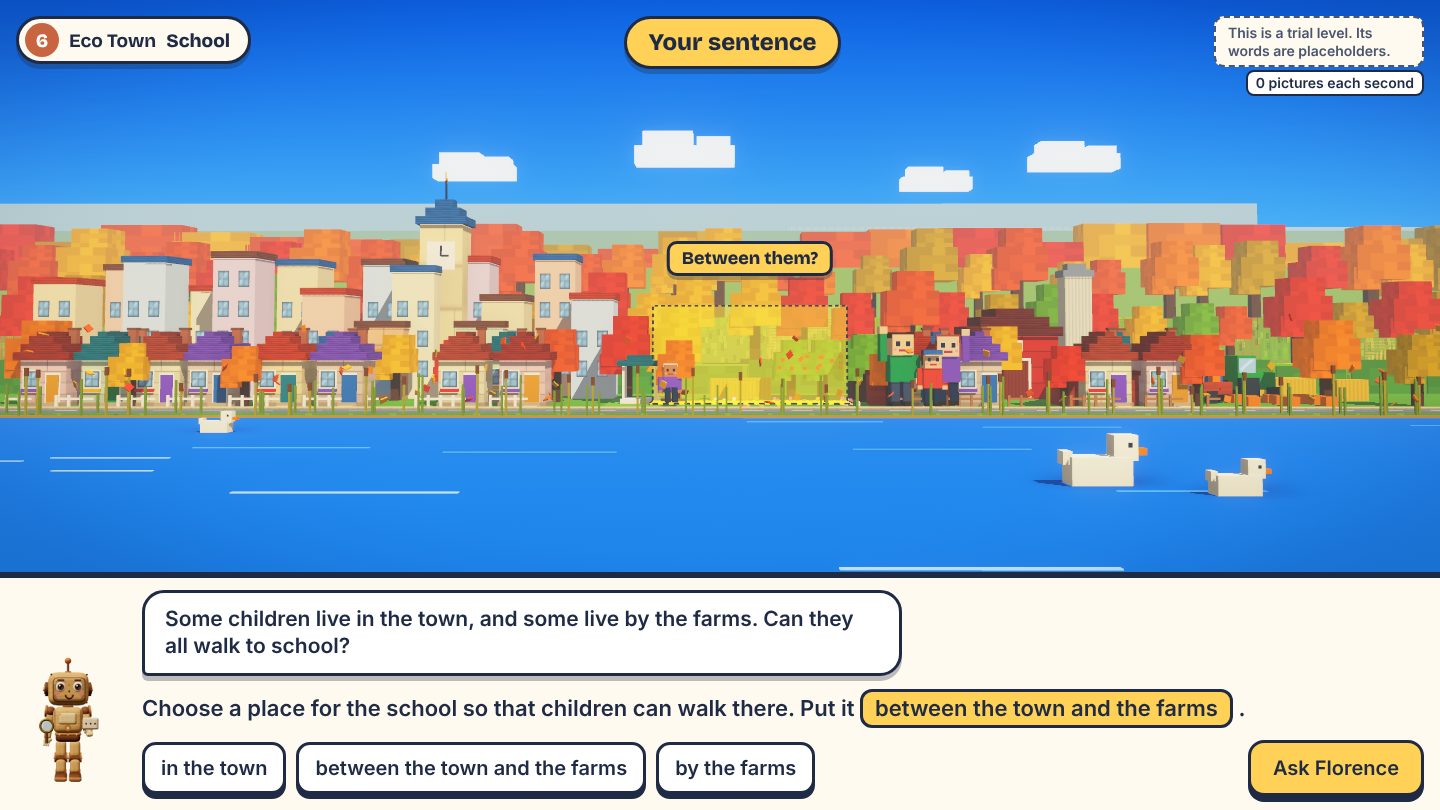 6 Eco Town School
Your sentence
This is a trial level. Its
words are placeholders.
0 pictures each second
Between them?
Some children live in the town, and some live by the farms. Can they
all walk to school?
Choose a place for the school so that children can walk there. Put it between the town and the farms .
in the town
between the town and the farms
by the farms
Ask Florence